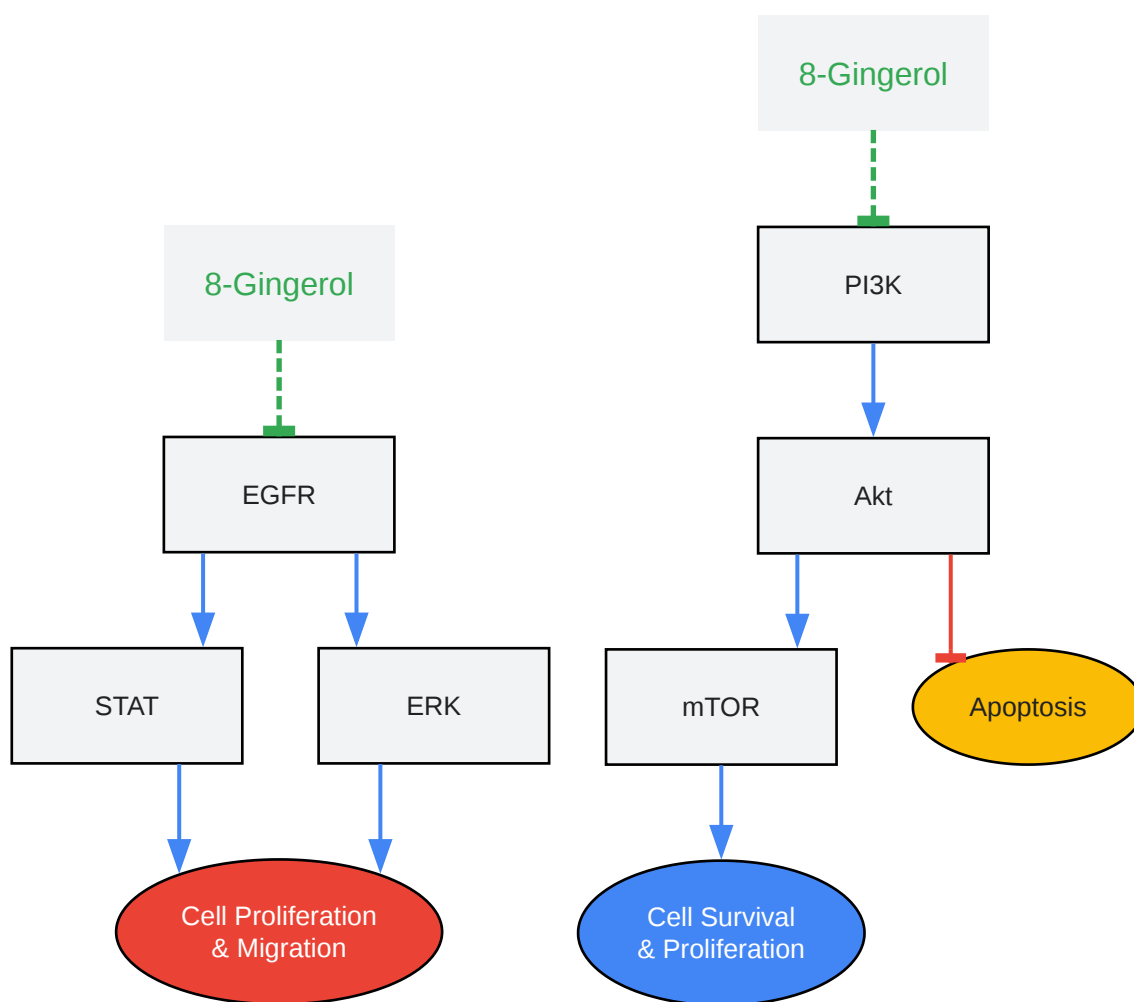 8-Gingerol
EGFR
STAT
ERK
Cell Proliferation
& Migration
8-Gingerol
PI3K
Akt
mTOR
Apoptosis
Cell Survival
& Proliferation